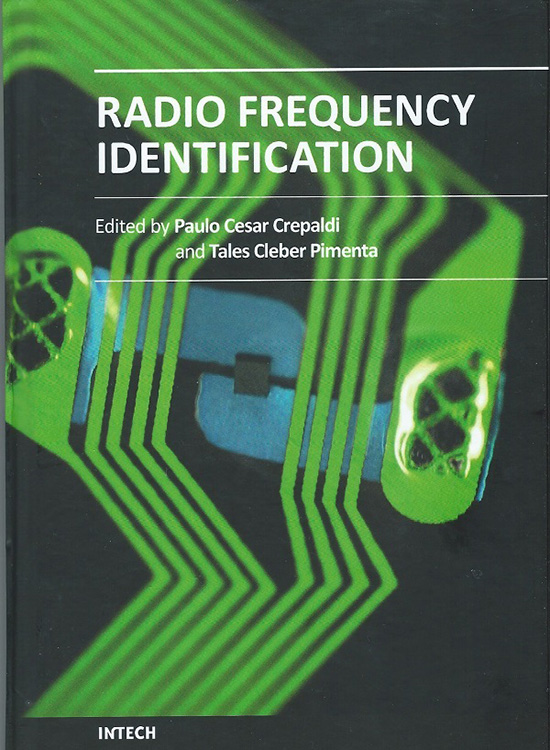 RADIO FREQUENCY
IDENTIFICATION
Edited by Paulo Cesar Crepaldi
and Tales Cleber Pimenta
INTECH